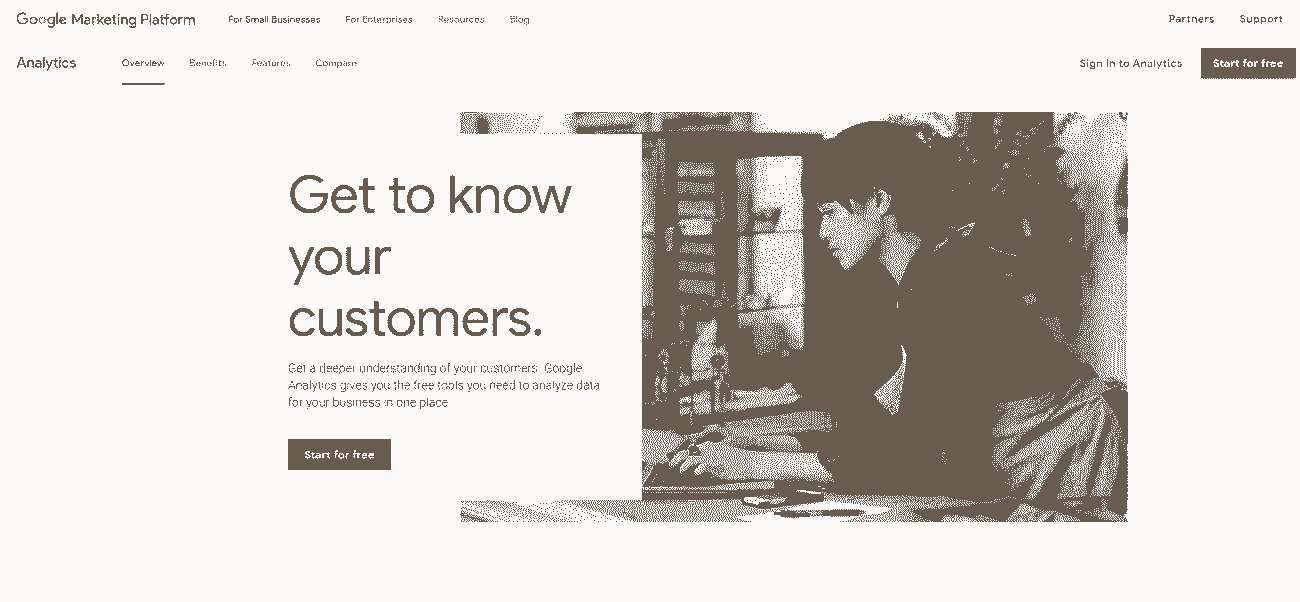 Google Marketing Platform For Small Businesses For Enterprises Resources Blog Partners Support
Analytics Overview Benefits Features Compare Sign in to Analytics Start for free
Get to know
your
customers.
Get a deeper understanding of your customers. Google
Analytics gives you the free tools you need to analyze data
for your business in one place.
Start for free